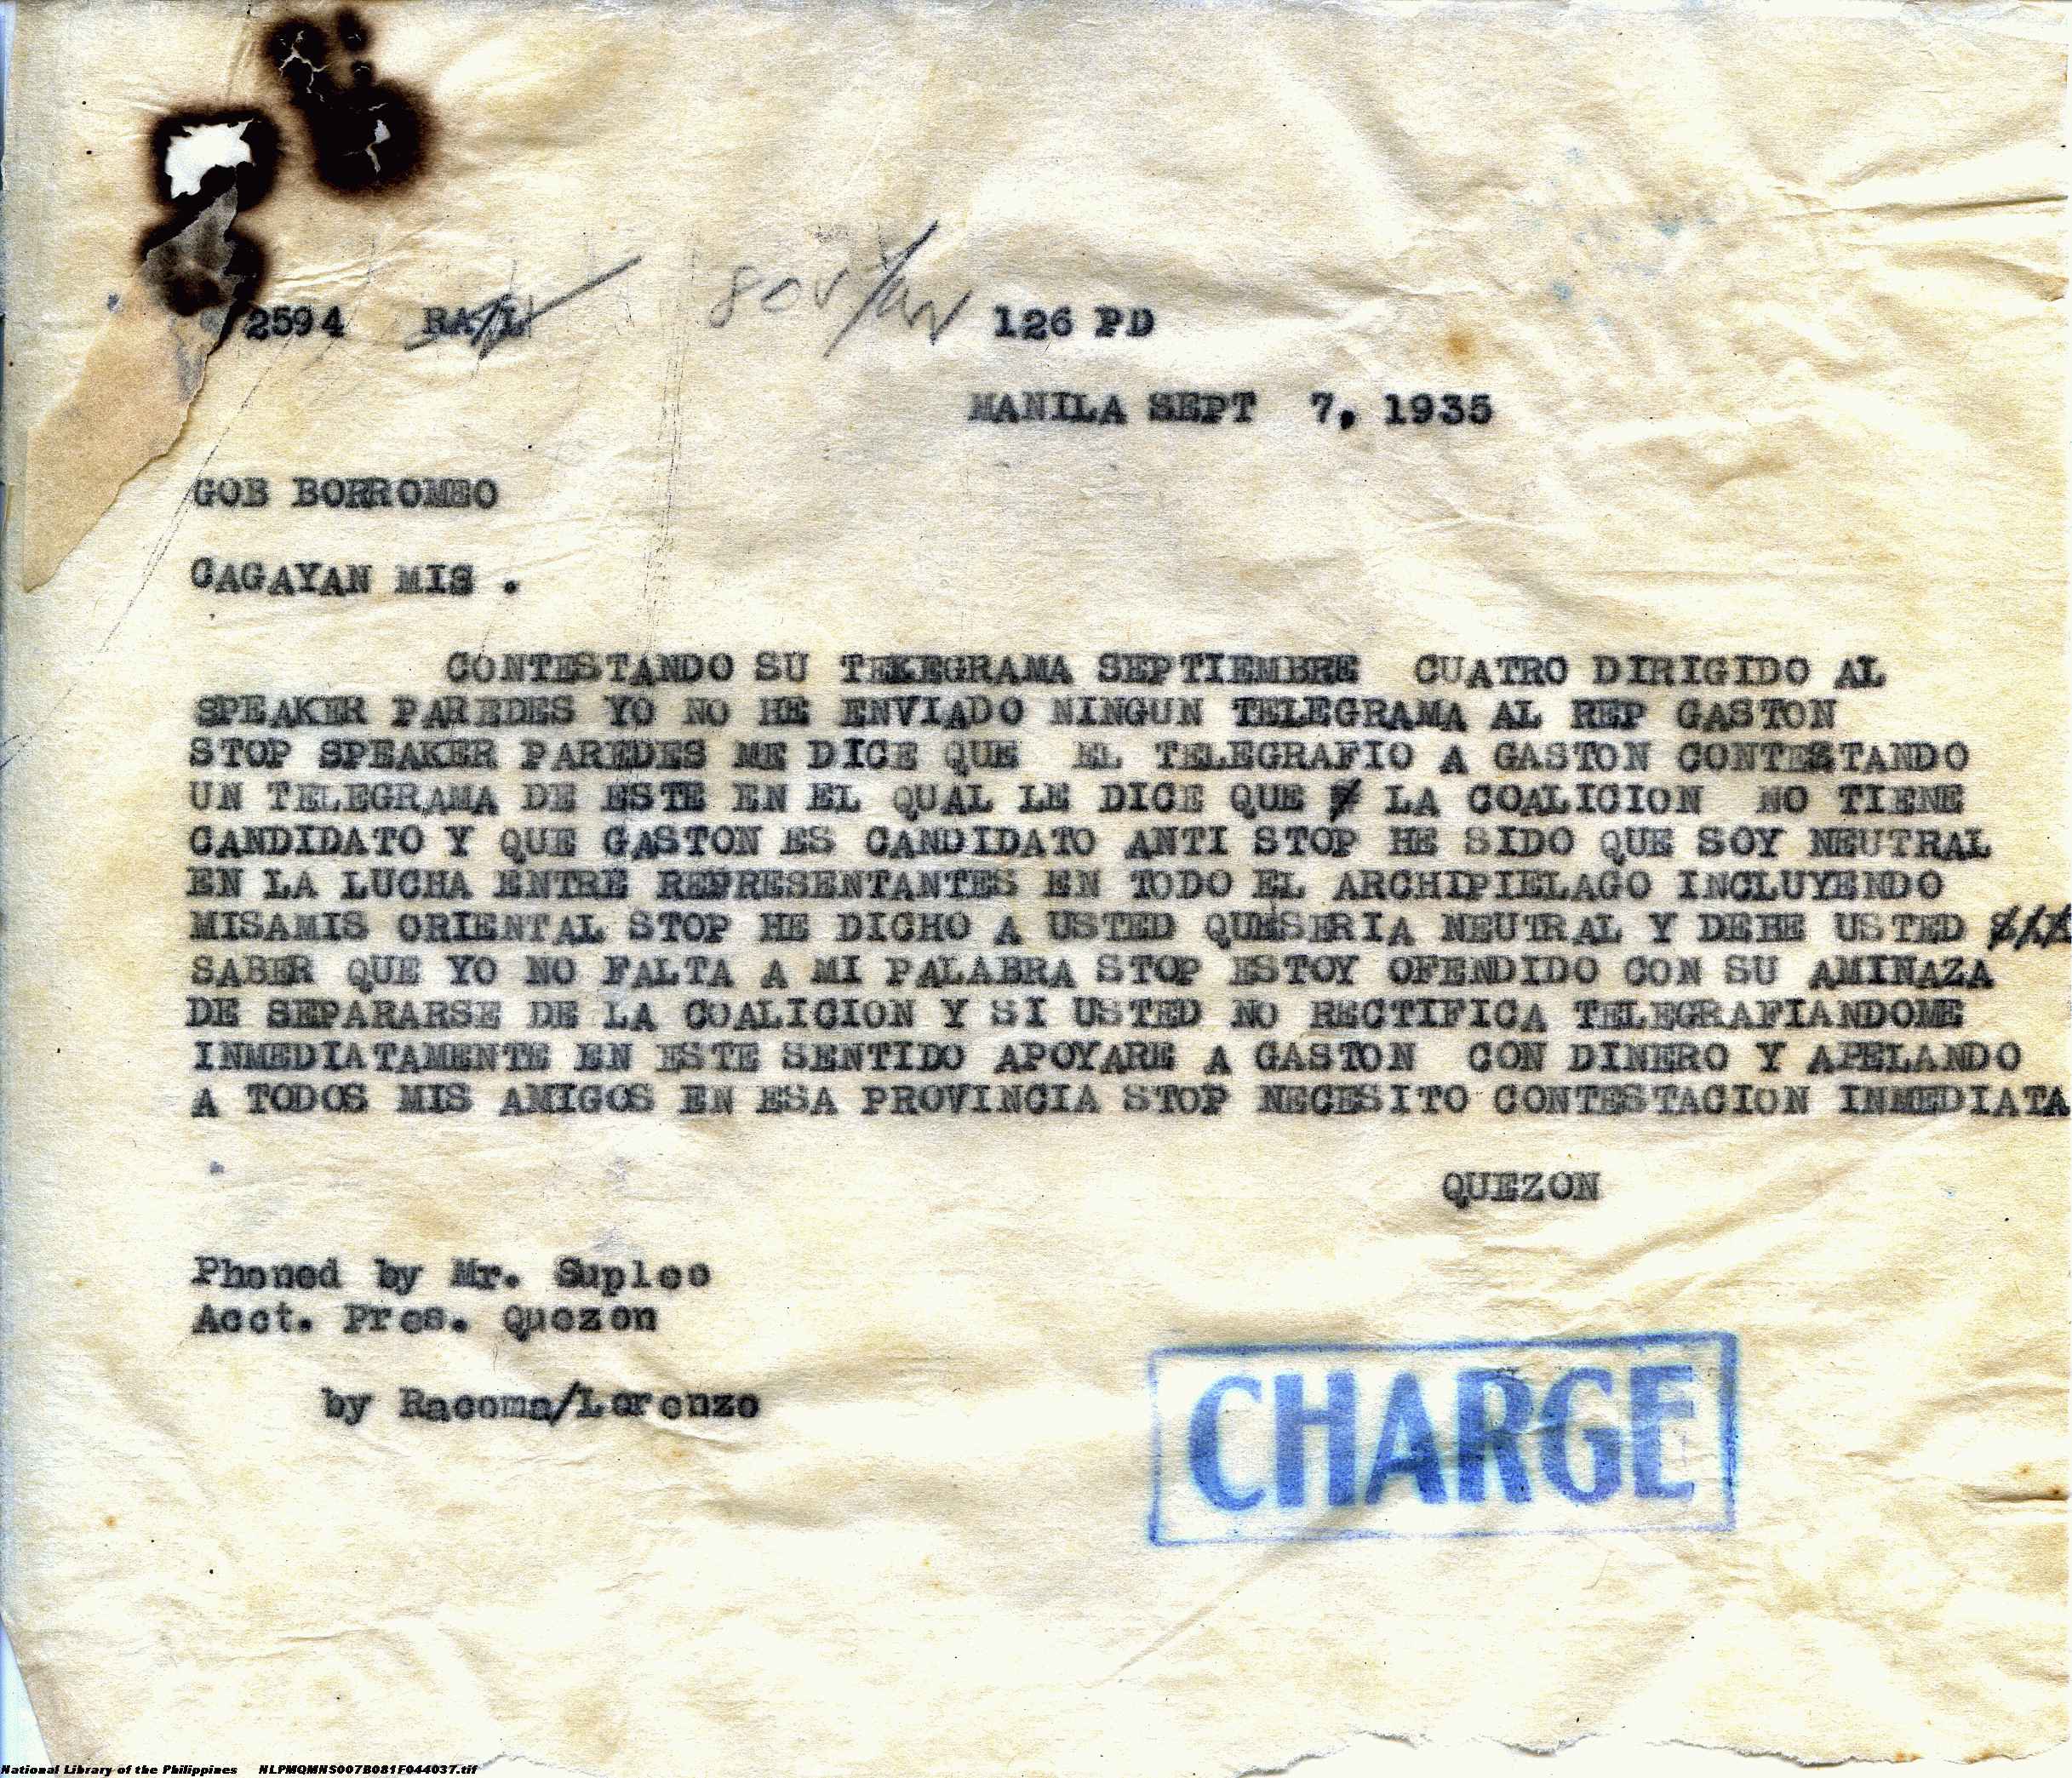 2594 RA/L 126 PD
MANILA SEPT 7, 1935
GOB BORROMEO
CAGAYAN MIS .
CONTESTANDO SU TEKEGRAMA SEPTIEMBRE CUATRO DIRIGIDO AL
SPEAKER PAREDES YO NO HE ENVIADO NINGUN TELEGRAMA AL REP GASTON
STOP SPEAKER PAREDES ME DICE QUE EL TELEGRAFIO A GASTON CONTESTANDO
UN TELEGRAMA DE ESTE EN EL QUAL LE DICE QUE LA COALICION NO TIENE
CANDIDATO Y QUE GASTON ES CANDIDATO ANTI STOP HE SIDO QUE SOY NEUTRAL
EN LA LUCHA ENTRE REPRESENTANTES EN TODO EL ARCHIPIELAGO INCLUYENDO
MISAMIS ORIENTAL STOP HE DICHO A USTED QUESERIA NEUTRAL Y DEBE USTED
SABER QUE YO NO FALTA A MI PALABRA STOP ESTOY OFENDIDO CON SU AMINAZA
DE SEPARARSE DE LA COALICION Y SI USTED NO RECTIFICA TELEGRAFIANDOME
INMEDIATAMENTE EN ESTE SENTIDO APOYARE A GASTON CON DINERO Y APELANDO
A TODOS MIS AMIGOS EN ESA PROVINCIA STOP NECESITO CONTESTACION INMEDIATA
QUEZON
Phoned by Mr. Suplee
Acct. Pres. Quezon
by Racoma/Lorenzo
CHARGE
National Library of the Philippines NLPMQMNS007B081F044037.tif